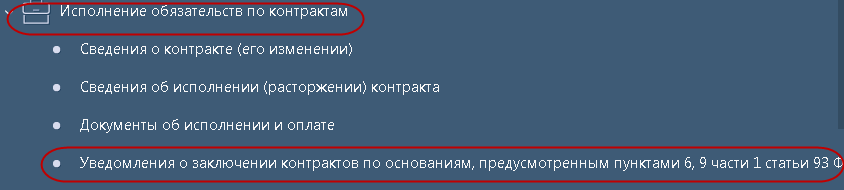 Исполнение обязательств по контрактам
Сведения о контракте (его изменении)
Сведения об исполнении (расторжении) контракта
Документы об исполнении и оплате
Уведомления о заключении контрактов по основаниям, предусмотренным пунктами 6, 9 части 1 статьи 93 Ф